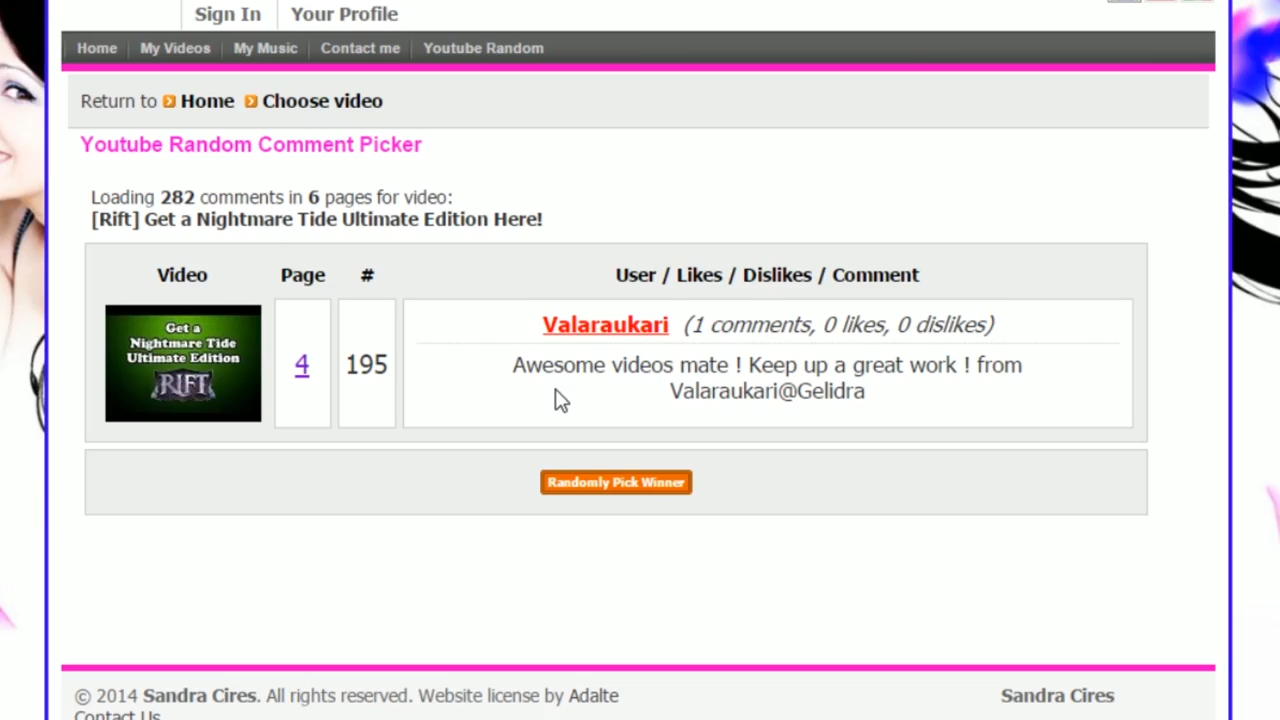 Sign In Your Profile
Home My Videos My Music Contact me Youtube Random
Return to Home Choose video
Youtube Random Comment Picker
Loading 282 comments in 6 pages for video:
[Rift] Get a Nightmare Tide Ultimate Edition Here!
Video Page # User / Likes / Dislikes / Comment
Get a
Nightmare Tide
Ultimate Edition
RIFT
4
195
Valaraukari (1 comments, 0 likes, 0 dislikes)
Awesome videos mate ! Keep up a great work ! from
Valaraukari@Gelidra
Randomly Pick Winner
© 2014 Sandra Cires. All rights reserved. Website license by Adalte
Sandra Cires
Contact Us